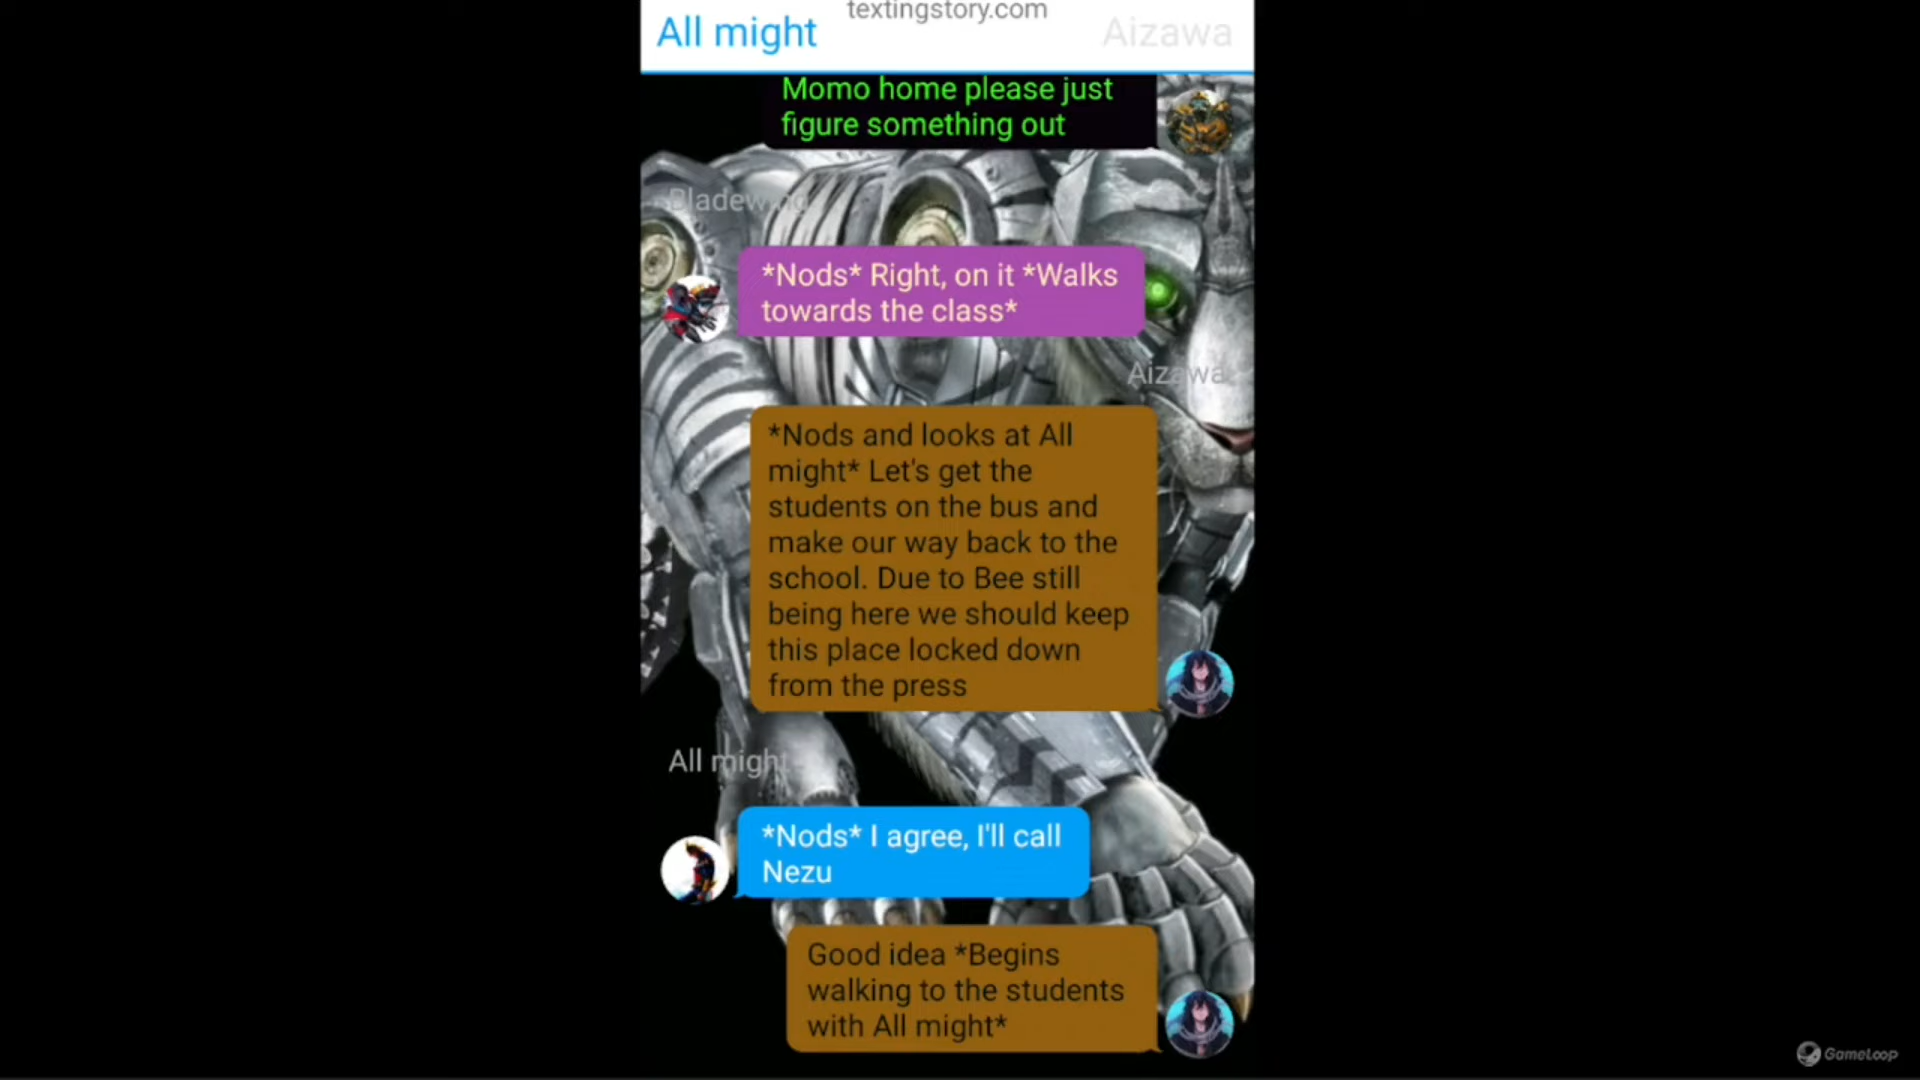 textingstory.com
All might
Aizawa
Momo home please just
figure something out
Bladewing
*Nods* Right, on it *Walks
towards the class*
Aizawa
*Nods and looks at All
might* Let's get the
students on the bus and
make our way back to the
school. Due to Bee still
being here we should keep
this place locked down
from the press
All might
*Nods* I agree, I'll call
Nezu
Good idea *Begins
walking to the students
with All might*
GameLoop